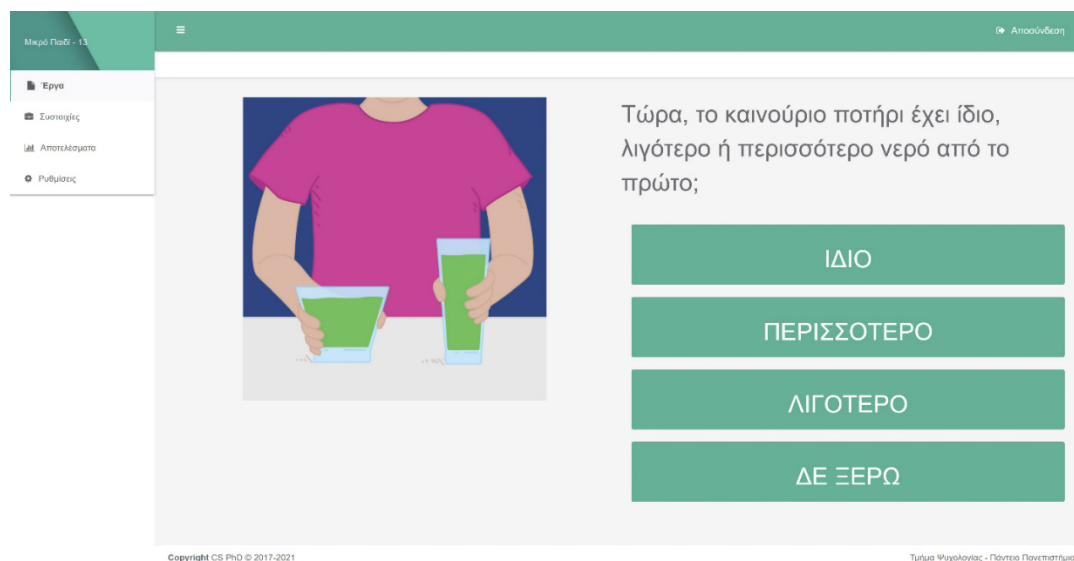 Μικρό Παιδί - 13
Αποσύνδεση
Έργα
Συστοιχίες
Αποτελέσματα
Ρυθμίσεις
Τώρα, το καινούριο ποτήρι έχει ίδιο,
λιγότερο ή περισσότερο νερό από το
πρώτο;
ΙΔΙΟ
ΠΕΡΙΣΣΟΤΕΡΟ
ΛΙΓΟΤΕΡΟ
ΔΕ ΞΕΡΩ
Copyright CS PhD © 2017-2021
Τμήμα Ψυχολογίας - Πάντειο Πανεπιστήμιο